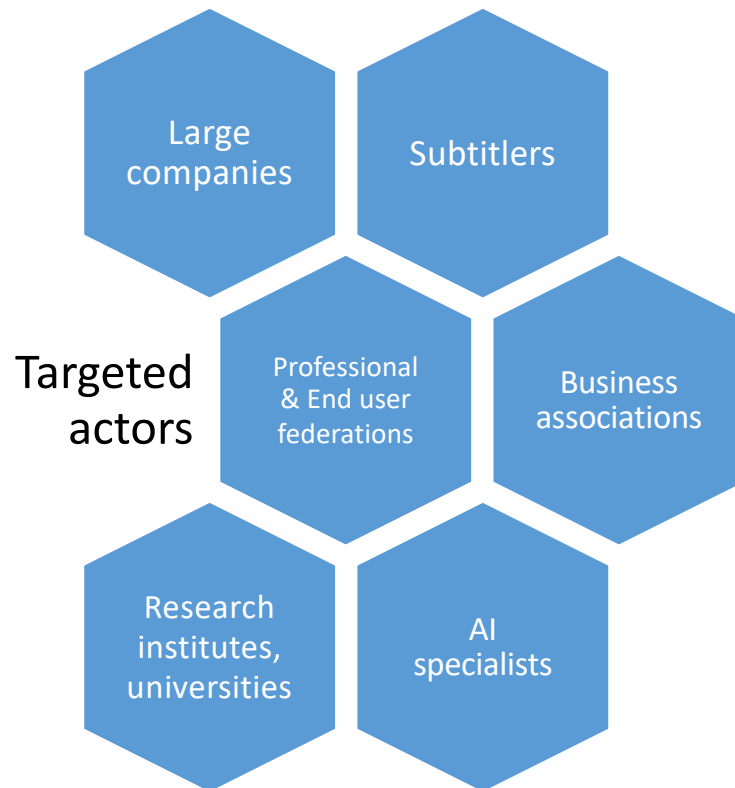 Large
companies
Subtitlers
Targeted
actors
Professional
& End user
federations
Business
associations
Research
institutes,
universities
AI
specialists